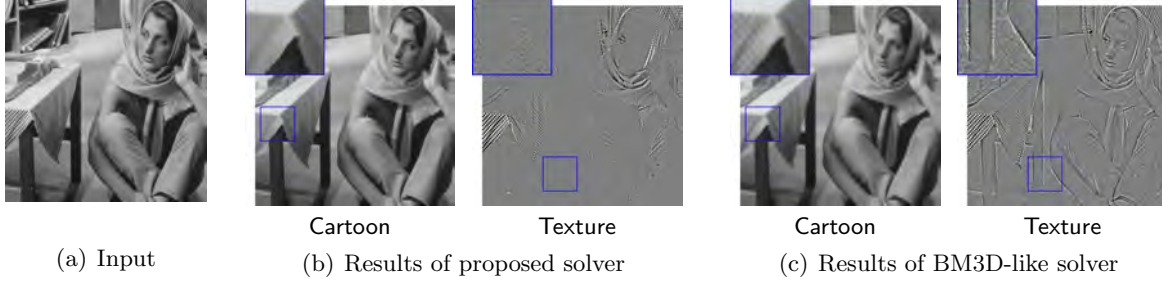 Cartoon
Texture
Cartoon
Texture
(a) Input
(b) Results of proposed solver
(c) Results of BM3D-like solver